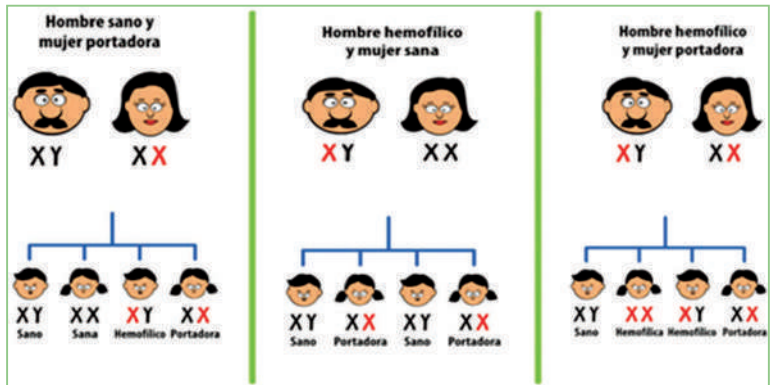 Hombre sano y
mujer portadora
XY XX
XY XX XY XX
Sano Sana Hemofílico Portadora
Hombre hemofílico
y mujer sana
XY XX
XY XX XY XX
Sano Portadora Sano Portadora
Hombre hemofílico
y mujer portadora
XY XX
XY XX XY XX
Sano Hemofílica Hemofílico Portadora